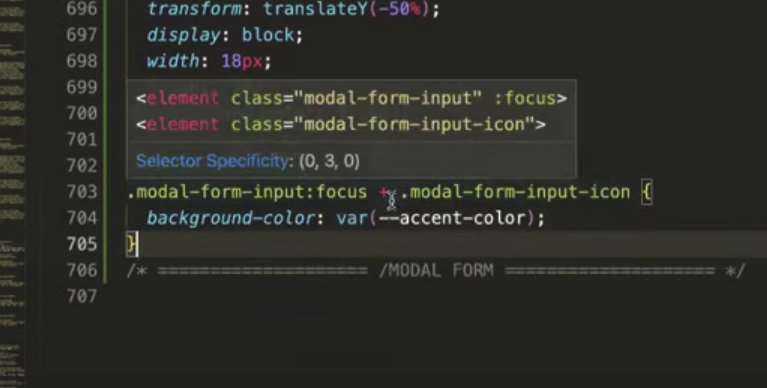 696 transform: translateY(-50%);
697 display: block;
698 width: 18px;
699
<element class="modal-form-input" :focus>
700
<element class="modal-form-input-icon">
701
702
Selector Specificity: (0, 3, 0)
703 .modal-form-input:focus + .modal-form-input-icon {
704 background-color: var(--accent-color);
705 }
706 /* ==================== /MODAL FORM ==================== */
707